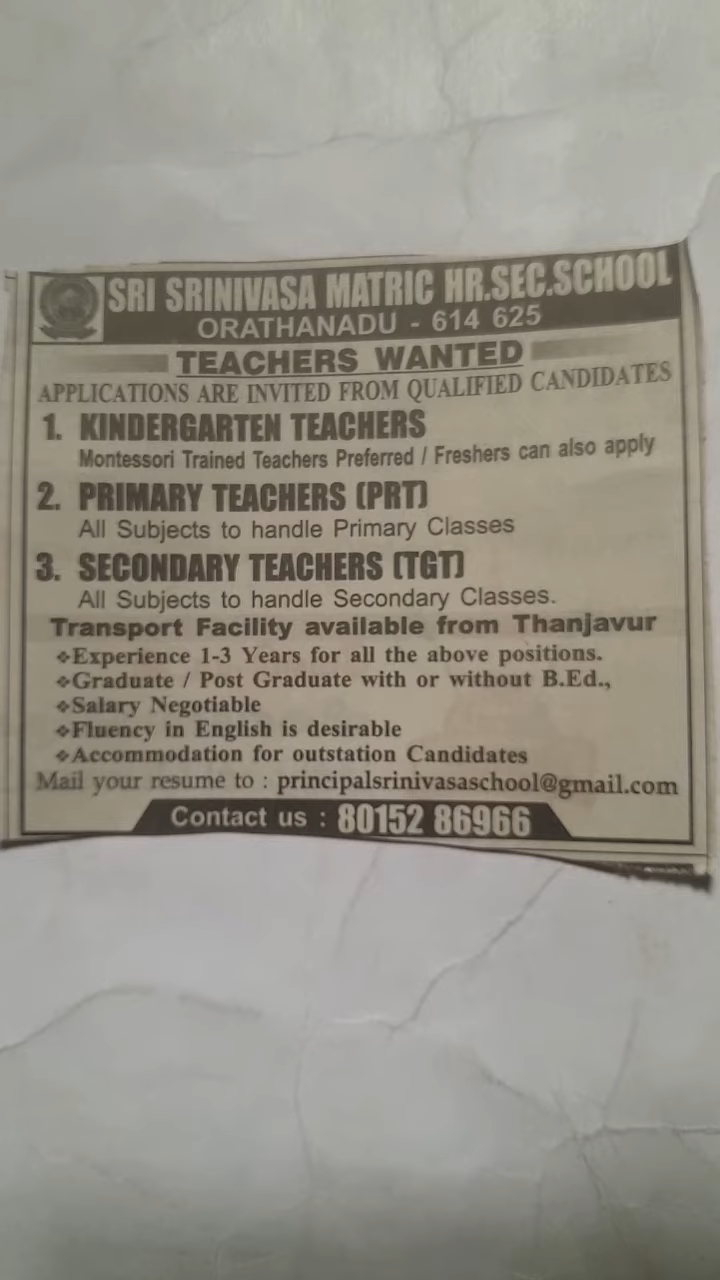 SRI SRINIVASA MATRIC HR.SEC.SCHOOL
ORATHANADU - 614 625
TEACHERS WANTED
APPLICATIONS ARE INVITED FROM QUALIFIED CANDIDATES
1. KINDERGARTEN TEACHERS
Montessori Trained Teachers Preferred / Freshers can also apply
2. PRIMARY TEACHERS (PRT)
All Subjects to handle Primary Classes
3. SECONDARY TEACHERS (TGT)
All Subjects to handle Secondary Classes.
Transport Facility available from Thanjavur
❖Experience 1-3 Years for all the above positions.
❖Graduate / Post Graduate with or without B.Ed.,
❖Salary Negotiable
❖Fluency in English is desirable
❖Accommodation for outstation Candidates
Mail your resume to : principalsrinivasaschool@gmail.com
Contact us : 80152 86966